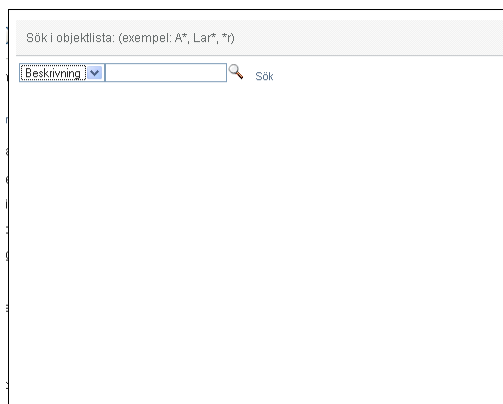 Sök i objektlista: (exempel: A*, Lar*, *r)
Beskrivning Sök